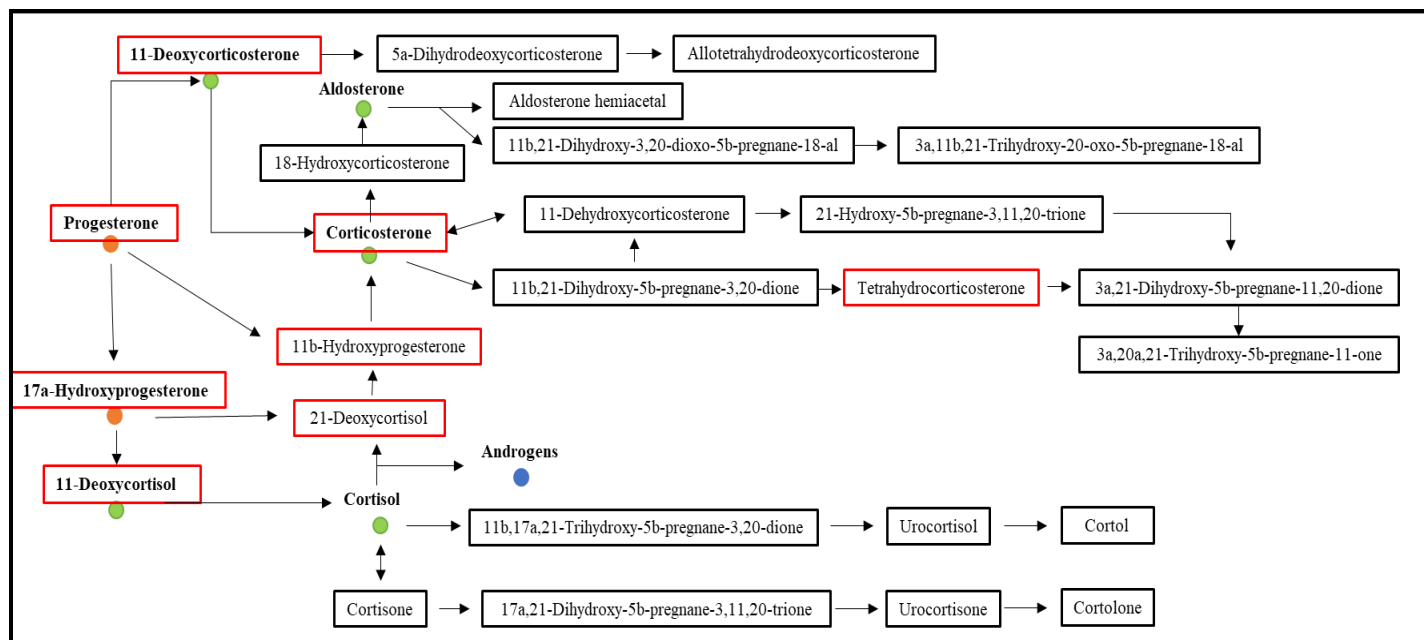 11-Deoxycorticosterone
5a-Dihydrodeoxycorticosterone
Allotetrahydrodeoxycorticosterone
Aldosterone
Aldosterone hemiacetal
11b,21-Dihydroxy-3,20-dioxo-5b-pregnane-18-al
3a,11b,21-Trihydroxy-20-oxo-5b-pregnane-18-al
18-Hydroxycorticosterone
Progesterone
Corticosterone
11-Dehydroxycorticosterone
21-Hydroxy-5b-pregnane-3,11,20-trione
11b,21-Dihydroxy-5b-pregnane-3,20-dione
Tetrahydrocorticosterone
3a,21-Dihydroxy-5b-pregnane-11,20-dione
11b-Hydroxyprogesterone
3a,20a,21-Trihydroxy-5b-pregnane-11-one
17a-Hydroxyprogesterone
21-Deoxycortisol
Androgens
11-Deoxycortisol
Cortisol
11b,17a,21-Trihydroxy-5b-pregnane-3,20-dione
Urocortisol
Cortol
Cortisone
17a,21-Dihydroxy-5b-pregnane-3,11,20-trione
Urocortisone
Cortolone